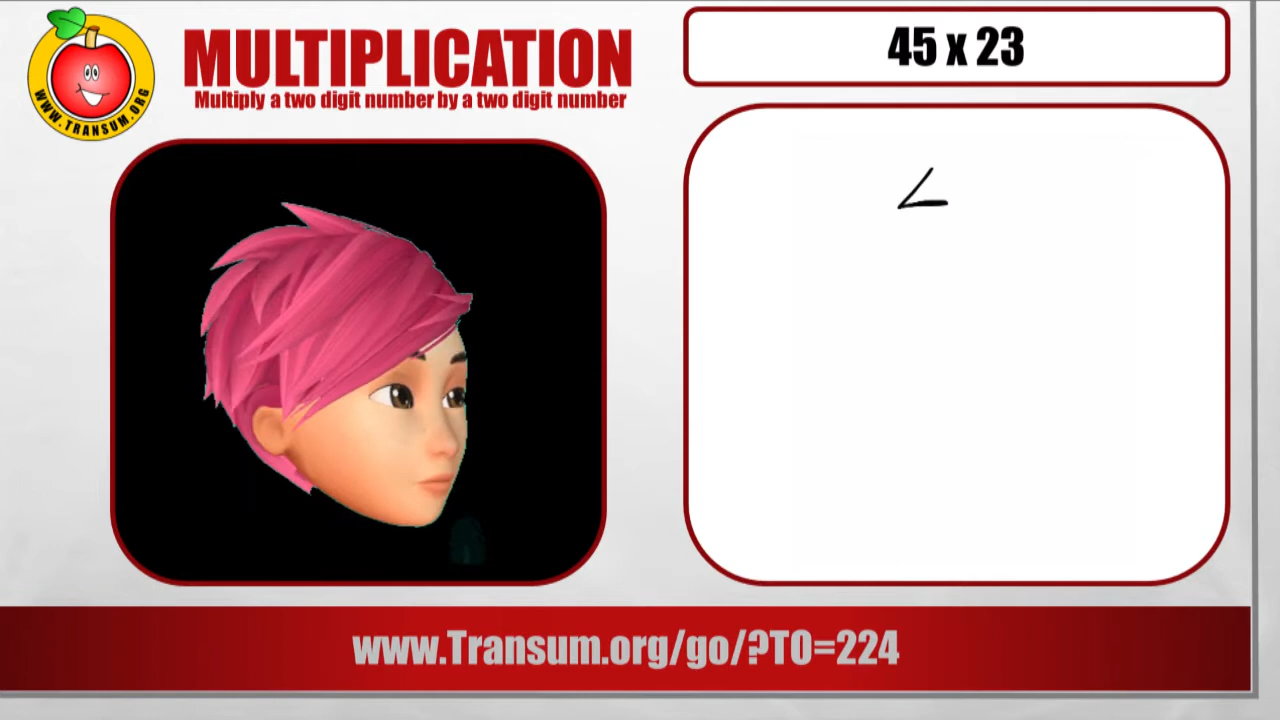 MULTIPLICATION
Multiply a two digit number by a two digit number
WWW.TRANSUM.ORG
45 x 23
www.Transum.org/go/?TO=224